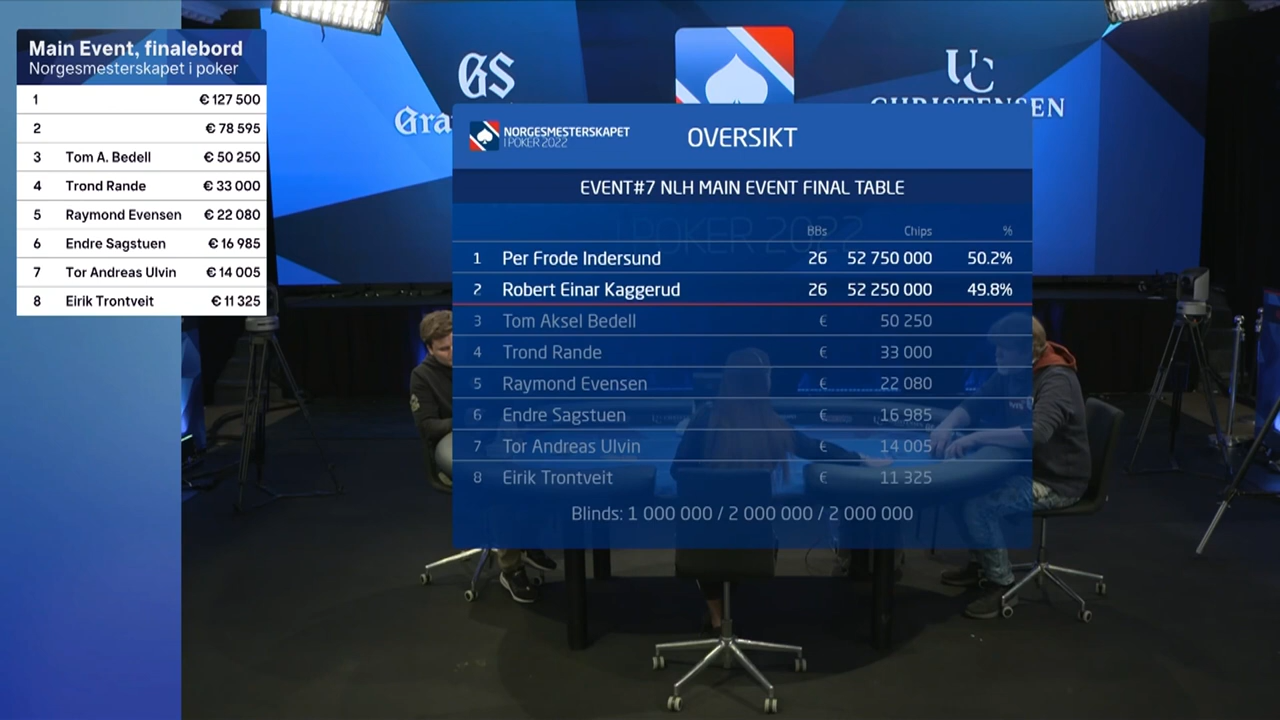 Main Event, finalebord
Norgesmesterskapet i poker
1 € 127 500
2 € 78 595
3 Tom A. Bedell € 50 250
4 Trond Rande € 33 000
5 Raymond Evensen € 22 080
6 Endre Sagstuen € 16 985
7 Tor Andreas Ulvin € 14 005
8 Eirik Trontveit € 11 325
GS
Gra
UC
CHRISTENSEN
NORGESMESTERSKAPET
I POKER 2022
OVERSIKT
EVENT#7 NLH MAIN EVENT FINAL TABLE
I POKER 2022
BBs Chips %
1 Per Frode Indersund 26 52 750 000 50.2%
2 Robert Einar Kaggerud 26 52 250 000 49.8%
3 Tom Aksel Bedell € 50 250
4 Trond Rande € 33 000
5 Raymond Evensen € 22 080
6 Endre Sagstuen € 16 985
7 Tor Andreas Ulvin € 14 005
8 Eirik Trontveit € 11 325
Blinds: 1 000 000 / 2 000 000 / 2 000 000